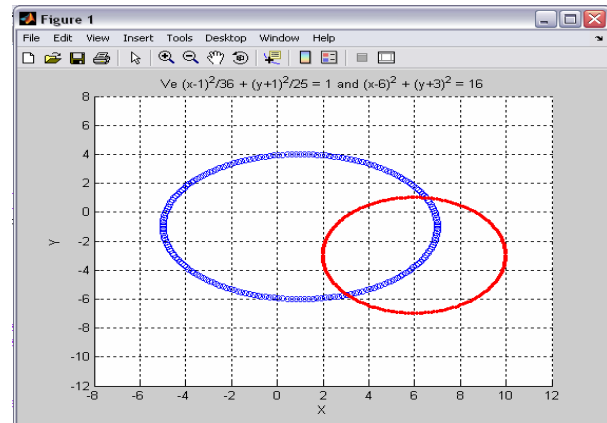 Figure 1
File Edit View Insert Tools Desktop Window Help
Ve (x-1)²/36 + (y+1)²/25 = 1 and (x-6)² + (y+3)² = 16
8
6
4
2
0
-2
-4
-6
-8
-10
-12
Y
-8 -6 -4 -2 0 2 4 6 8 10 12
X